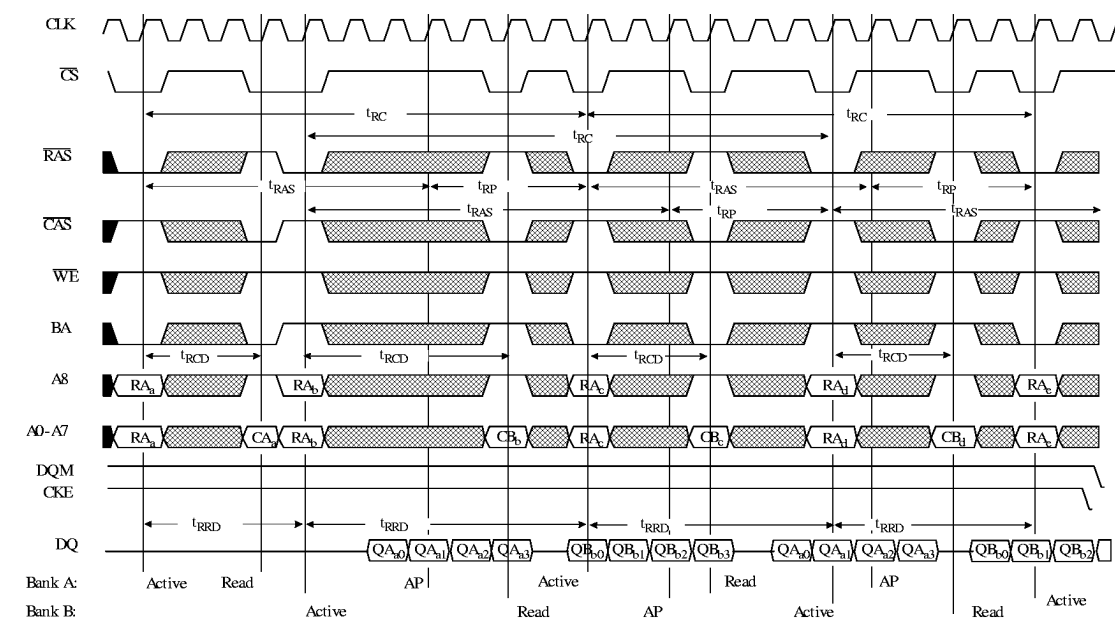 CLK
CS
tRC tRC
tRC
RAS
tRAS tRP tRAS tRP
tRAS tRP tRAS
CAS
WE
BA
tRCD tRCD tRCD tRCD
A8 RAa RAb RAc RAd RAe
A0-A7 RAa CAa RAb CBb RAc CBc RAd CBd RAe
DQM
CKE
tRRD tRRD tRRD tRRD
DQ QAa0 QAa1 QAa2 QAa3 QBb0 QBb1 QBb2 QBb3 QAa0 QAa1 QAa2 QAa3 QBb0 QBb1 QBb2
Bank A: Active Read AP Active Read AP Active
Bank B: Active Read AP Active Read